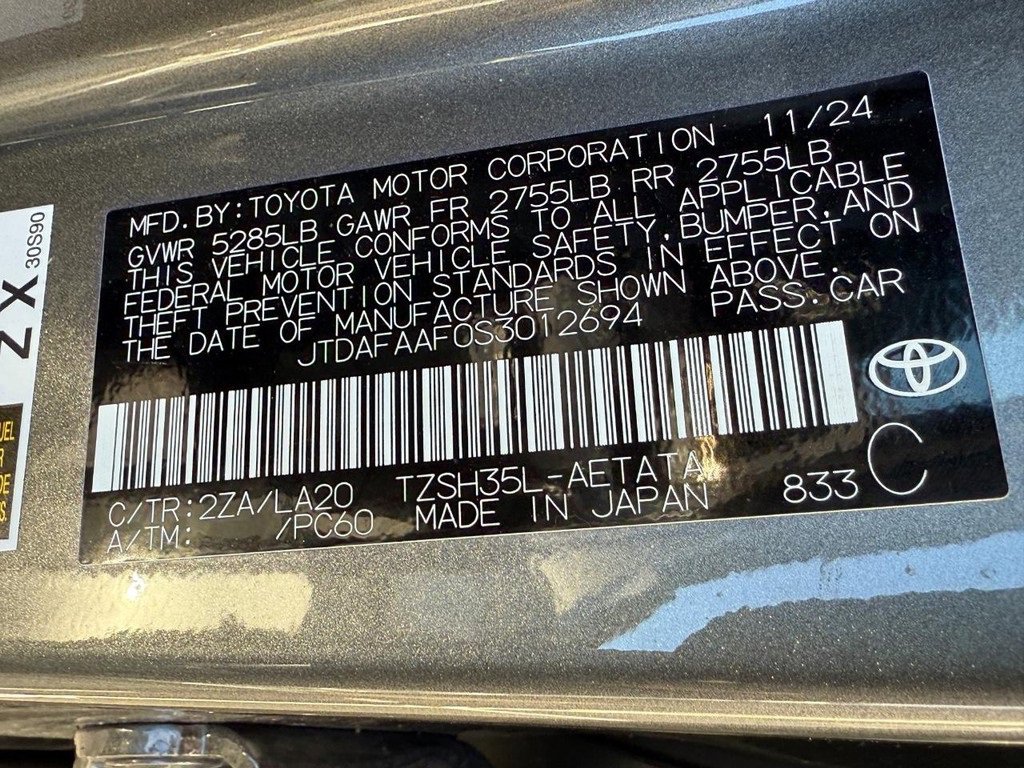 MFD.BY:TOYOTA MOTOR CORPORATION 11/24
GVWR 5285LB GAWR FR 2755LB RR 2755LB
THIS VEHICLE CONFORMS TO ALL APPLICABLE
FEDERAL MOTOR VEHICLE SAFETY,BUMPER,AND
THEFT PREVENTION STANDARDS IN EFFECT ON
THE DATE OF MANUFACTURE SHOWN ABOVE.
JTDAFAAF0S3012694 PASS.CAR
C/TR:2ZA/LA20 TZSH35L-AETATA
A/TM: /PC60 MADE IN JAPAN 833 C
ZX
30S90